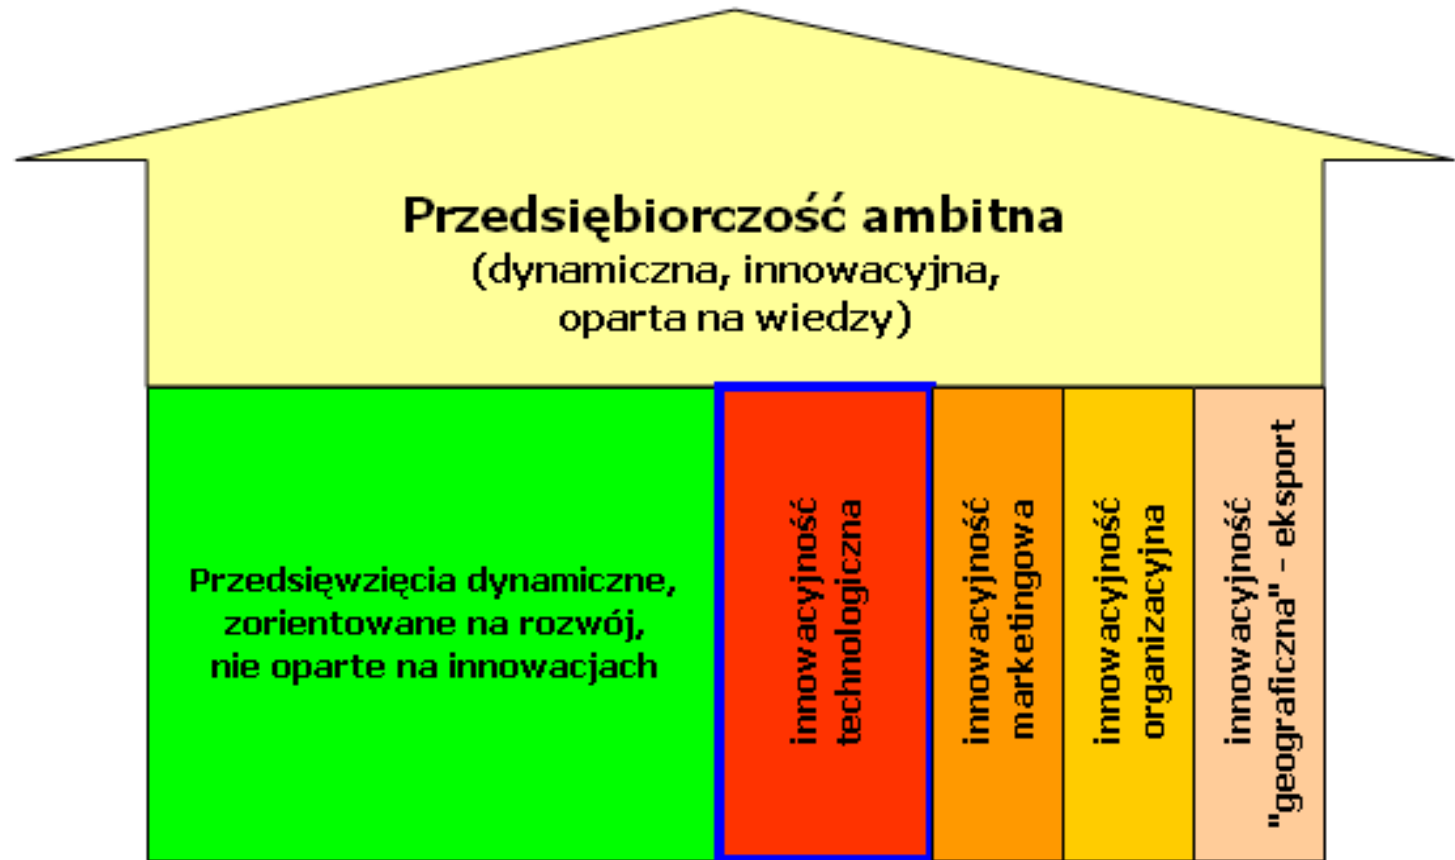 Przedsiębiorczość ambitna
(dynamiczna, innowacyjna,
oparta na wiedzy)
Przedsięwzięcia dynamiczne,
zorientowane na rozwój,
nie oparte na innowacjach
innowacyjność
technologiczna
innowacyjność
marketingowa
innowacyjność
organizacyjna
innowacyjność
"geograficzna" - eksport